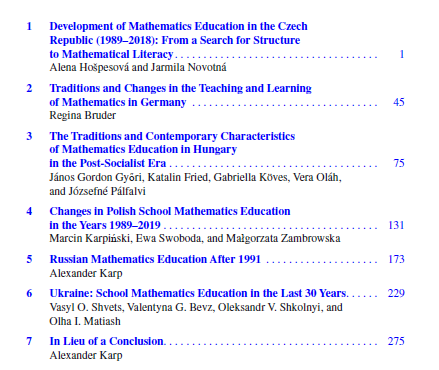 1 Development of Mathematics Education in the Czech
Republic (1989–2018): From a Search for Structure
to Mathematical Literacy . . . . . . . . . . . . . . . . . . . . . . . . . . . . . . . . . . . 1
Alena Hošpesová and Jarmila Novotná
2 Traditions and Changes in the Teaching and Learning
of Mathematics in Germany . . . . . . . . . . . . . . . . . . . . . . . . . . . . . . . . 45
Regina Bruder
3 The Traditions and Contemporary Characteristics
of Mathematics Education in Hungary
in the Post-Socialist Era . . . . . . . . . . . . . . . . . . . . . . . . . . . . . . . . . . . . 75
János Gordon Győri, Katalin Fried, Gabriella Köves, Vera Oláh,
and Józsefné Pálfalvi
4 Changes in Polish School Mathematics Education
in the Years 1989–2019 . . . . . . . . . . . . . . . . . . . . . . . . . . . . . . . . . . . . . 131
Marcin Karpiński, Ewa Swoboda, and Małgorzata Zambrowska
5 Russian Mathematics Education After 1991 . . . . . . . . . . . . . . . . . . . 173
Alexander Karp
6 Ukraine: School Mathematics Education in the Last 30 Years. . . . . . 229
Vasyl O. Shvets, Valentyna G. Bevz, Oleksandr V. Shkolnyi, and
Olha I. Matiash
7 In Lieu of a Conclusion. . . . . . . . . . . . . . . . . . . . . . . . . . . . . . . . . . . . . 275
Alexander Karp